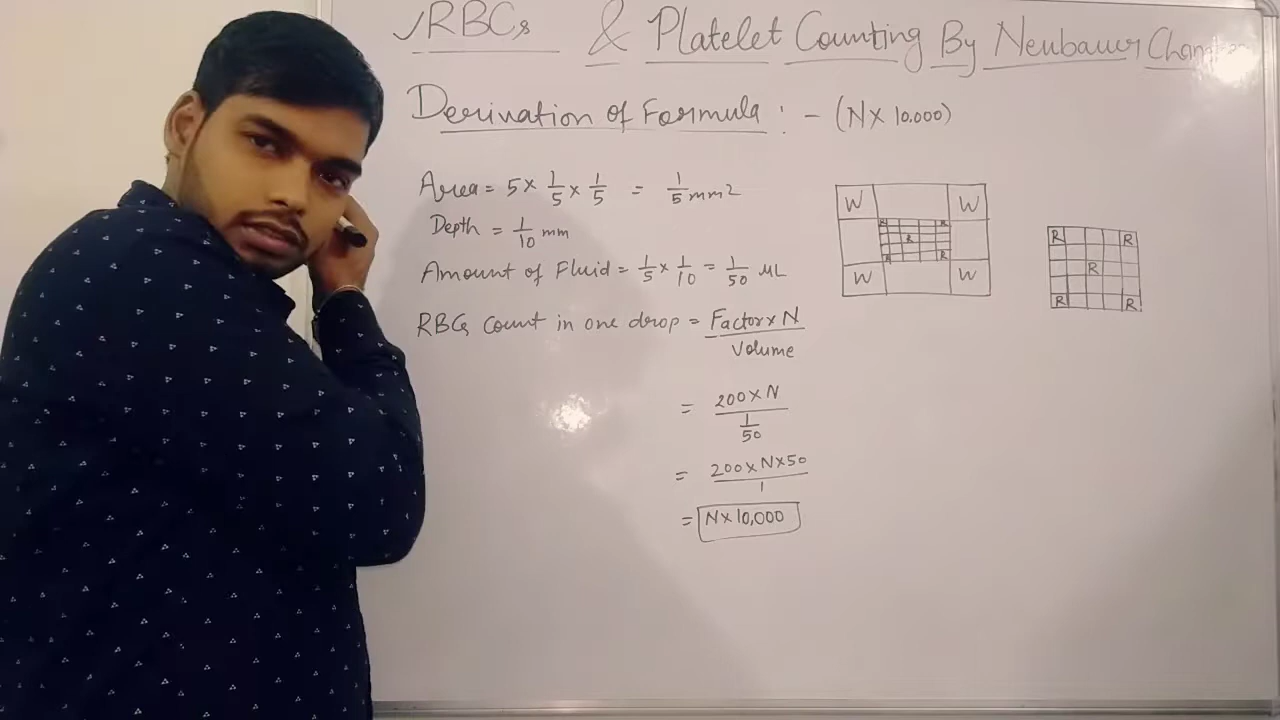 ✓RBCs & Platelet Counting By Neubauer Cham
Derivation of Formula :- (N× 10,000)
Area = 5 × 1/5 × 1/5 = 1/5 mm2
Depth = 1/10 mm
Amount of Fluid = 1/5 × 1/10 = 1/50 ML
RBCs Count in one drop = Factor × N / Volume
= 200 × N / 1/50
= 200 × N × 50 / 1
= N × 10,000
W W
R R
R
R R
W W
R R
R
R R